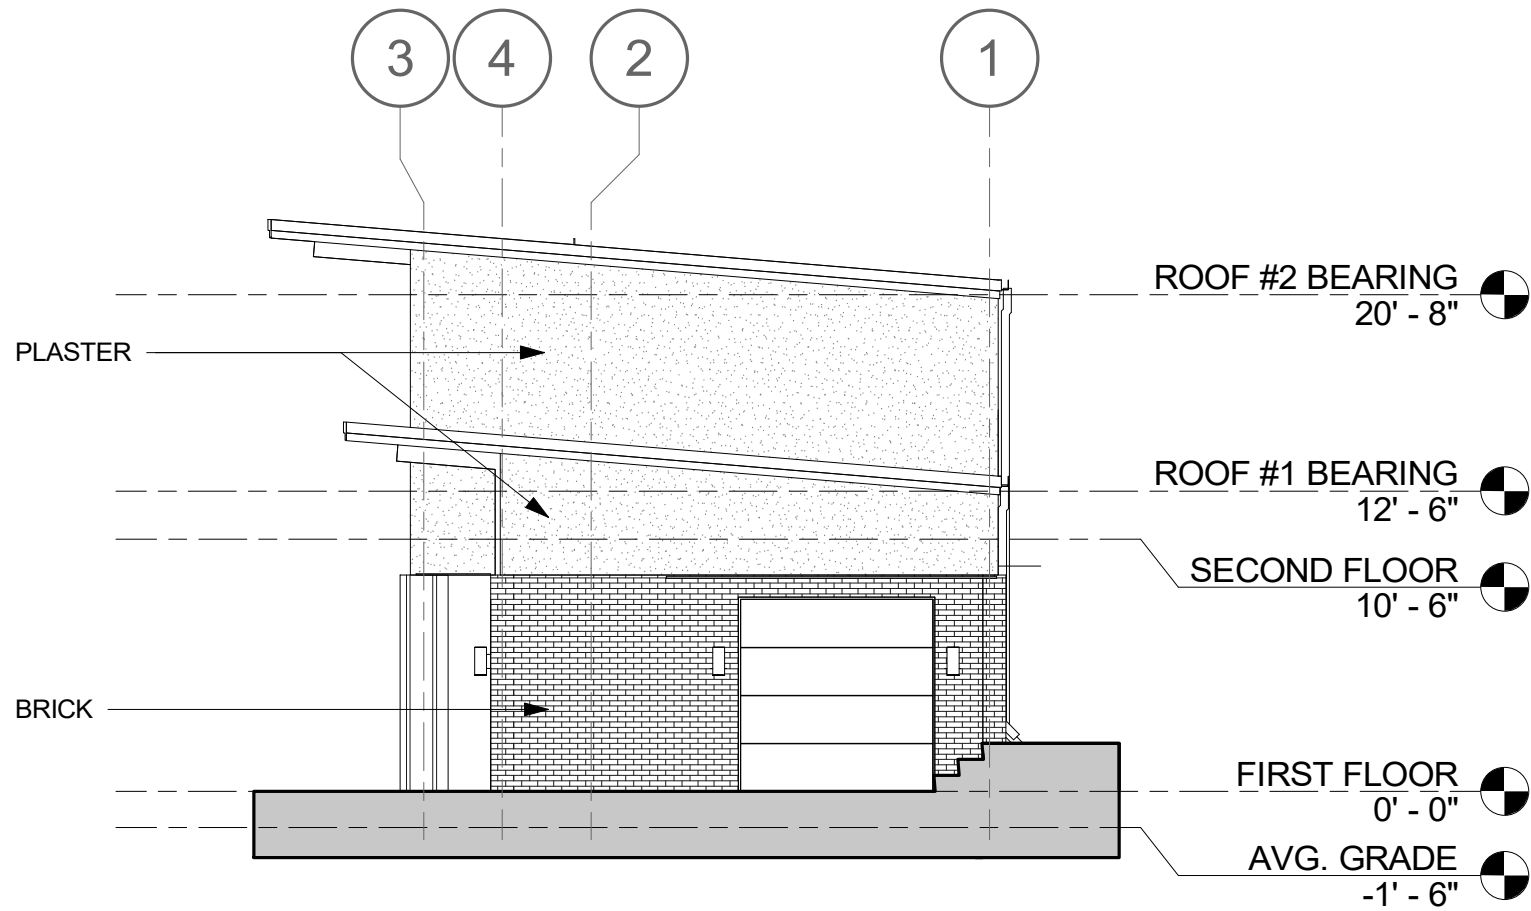 3 4 2 1
ROOF #2 BEARING
20' - 8"
PLASTER
ROOF #1 BEARING
12' - 6"
SECOND FLOOR
10' - 6"
BRICK
FIRST FLOOR
0' - 0"
AVG. GRADE
-1' - 6"